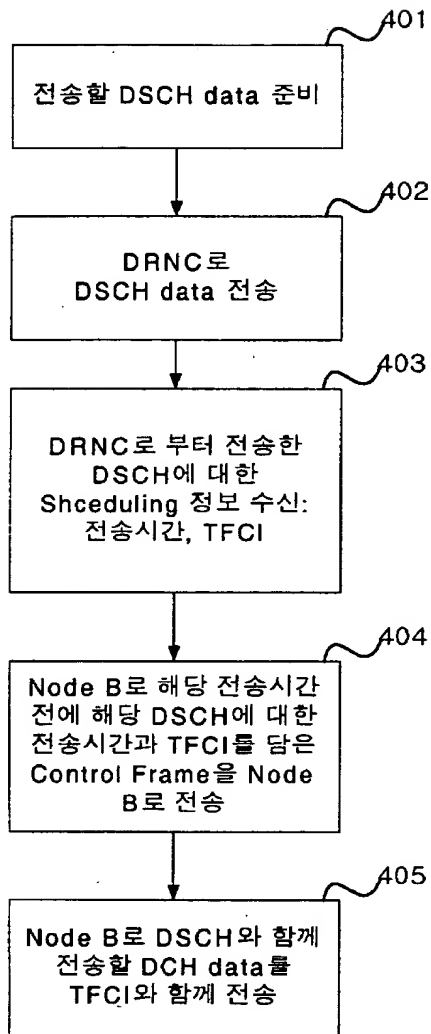 401
전송할 DSCH data 준비
402
DRNC로
DSCH data 전송
403
DRNC로 부터 전송한
DSCH에 대한
Shceduling 정보 수신:
전송시간, TFCI
404
Node B로 해당 전송시간
전에 해당 DSCH에 대한
전송시간과 TFCI를 담은
Control Frame을 Node
B로 전송
405
Node B로 DSCH와 함께
전송할 DCH data를
TFCI와 함께 전송